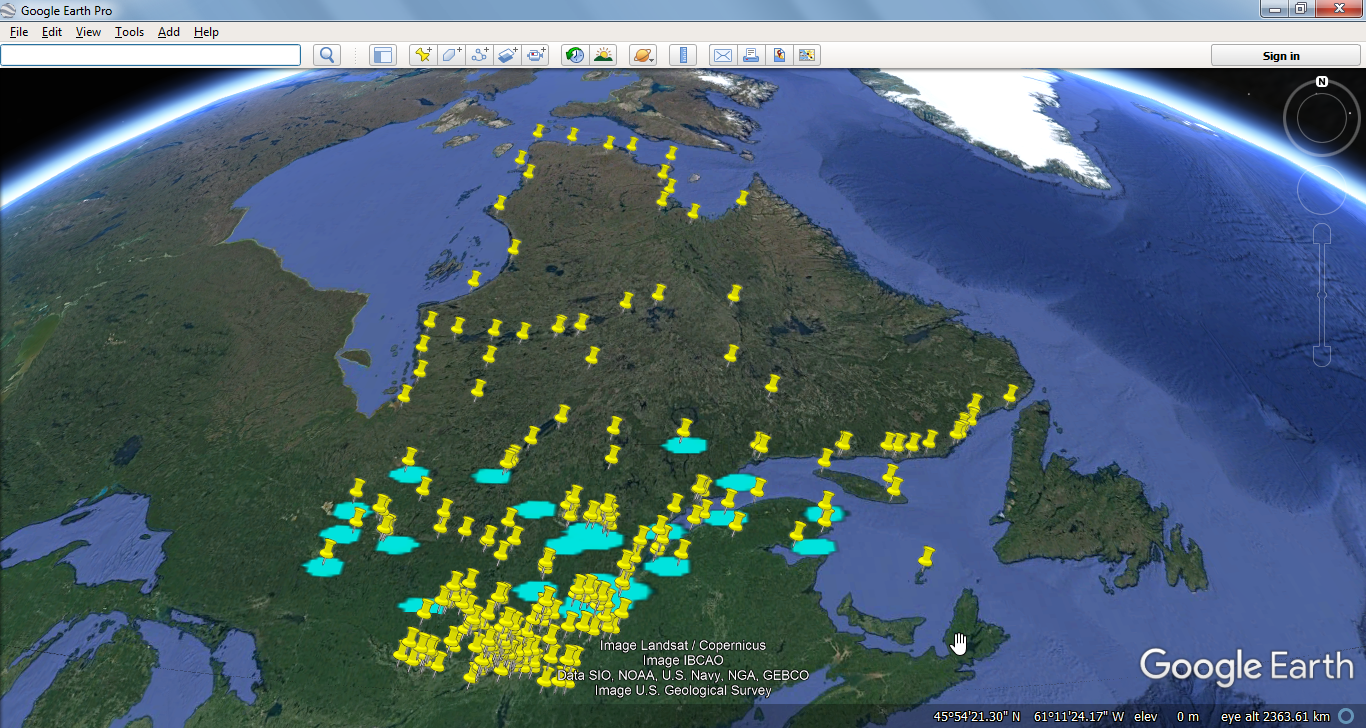 Google Earth Pro
File Edit View Tools Add Help
Sign in
N
Image Landsat / Copernicus
Image IBCAO
Data SIO, NOAA, U.S. Navy, NGA, GEBCO
Image U.S. Geological Survey
Google Earth
45°54'21.30" N 61°11'24.17" W elev 0 m eye alt 2363.61 km